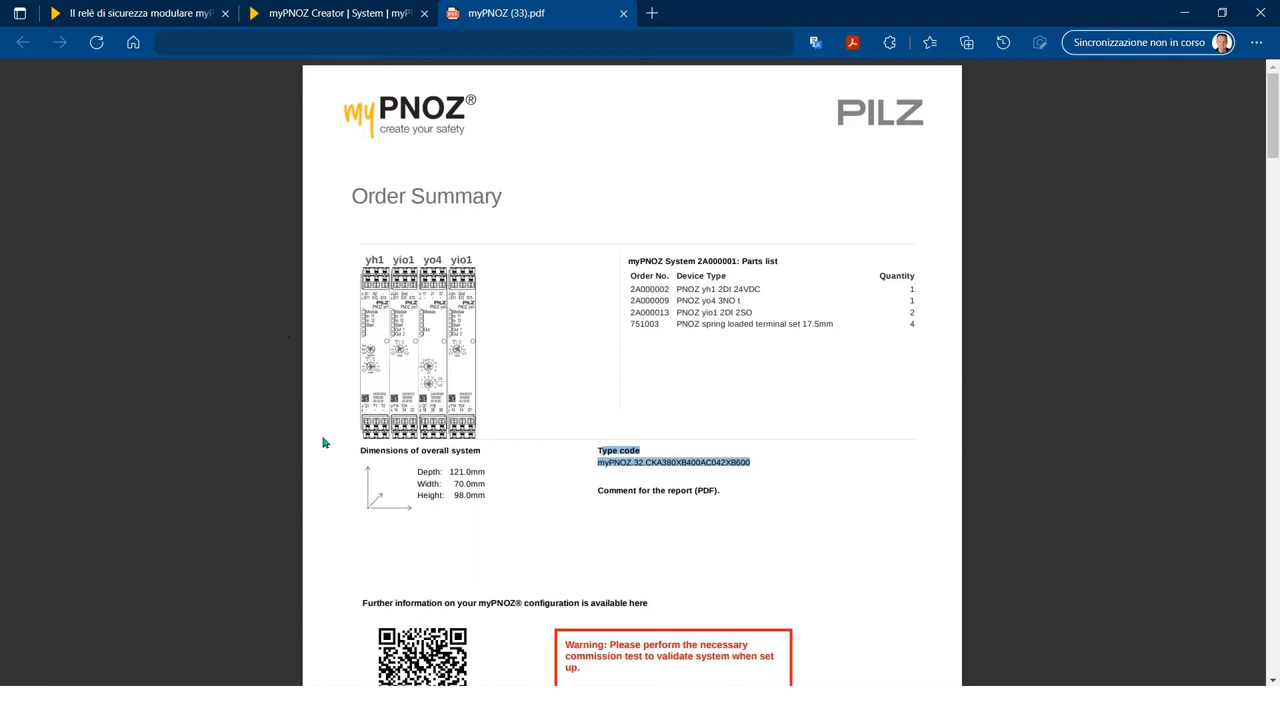 Il relè di sicurezza modulare myP
myPNOZ Creator | System | myP
myPNOZ (33).pdf
Sincronizzazione non in corso
myPNOZ®
create your safety
PILZ
Order Summary
yh1 yio1 yo4 yio1
myPNOZ System 2A000001: Parts list
Order No. Device Type Quantity
2A000002 PNOZ yh1 2DI 24VDC 1
2A000009 PNOZ yo4 3NO t 1
2A000013 PNOZ yio1 2DI 2SO 2
751003 PNOZ spring loaded terminal set 17.5mm 4
Dimensions of overall system
Depth: 121.0mm
Width: 70.0mm
Height: 98.0mm
Type code
myPNOZ.32.CKA380XB400AC042XB600
Comment for the report (PDF).
Further information on your myPNOZ® configuration is available here
Warning: Please perform the necessary
commission test to validate system when set
up.